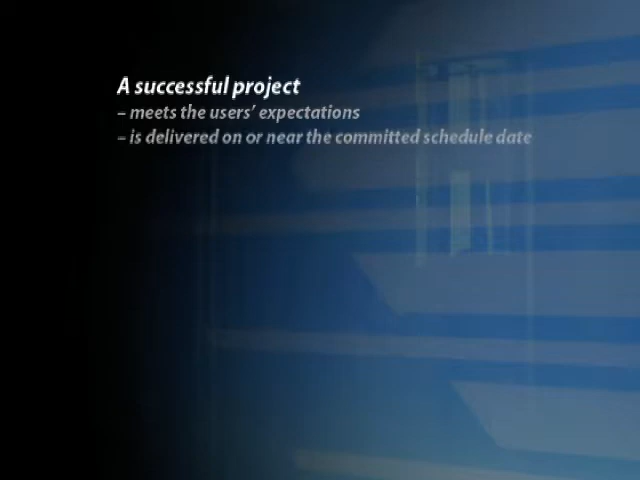 A successful project
– meets the users’ expectations
– is delivered on or near the committed schedule date